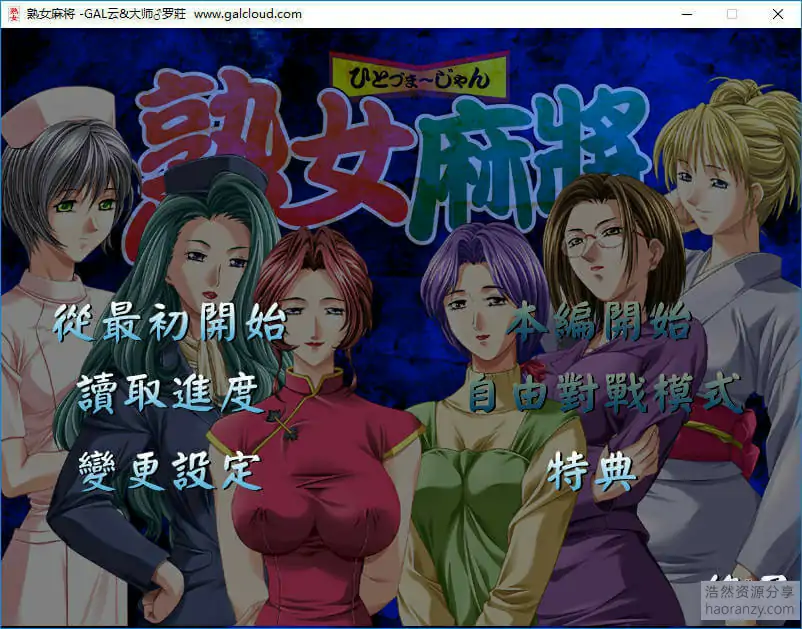 熟女麻将 -GAL云&大师♂罗莊 www.galcloud.com
ひとづま～じゃん
熟女麻將
從最初開始
本編開始
讀取進度
自由對戰模式
變更設定
特典
浩然资源分享
haoranzy.com